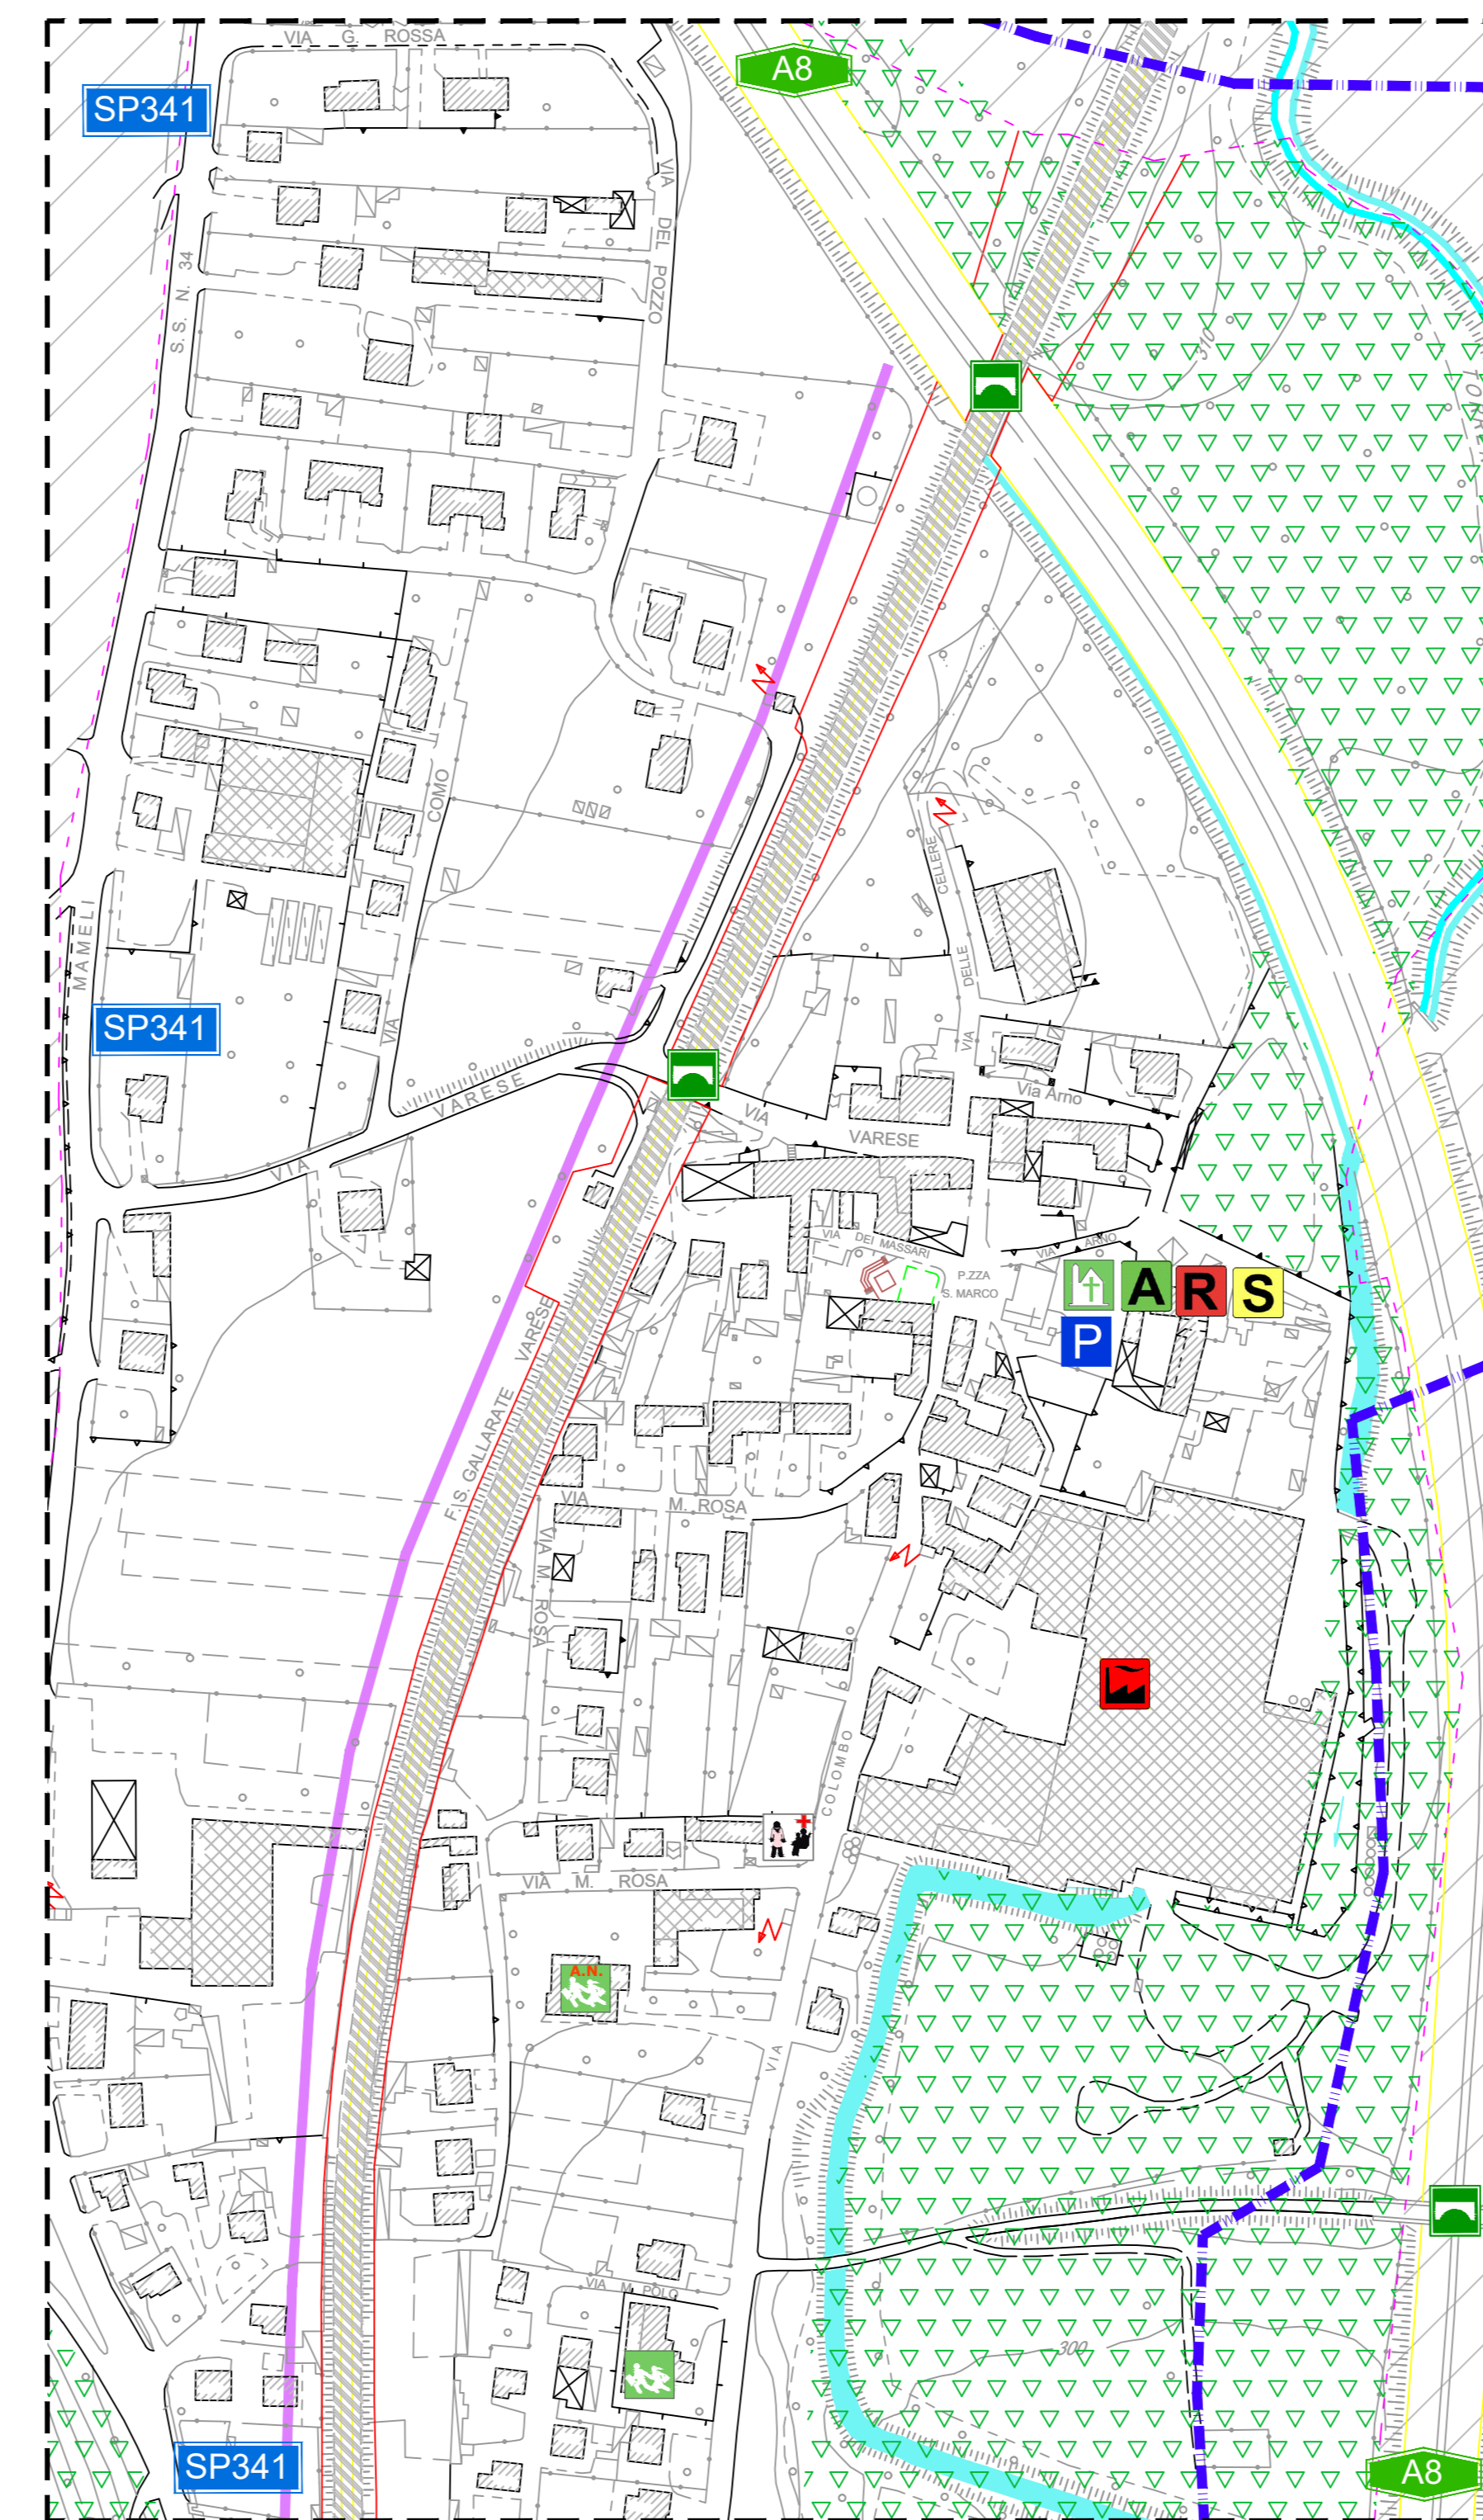 VIA G. ROSSA
A8
SP341
VIA DEL POZZO
S. S. N. 34
310
COMO
VIA
CELLERE
DELLE
VIA
MAMELI
SP341
VARESE
VIA
Via Arno
VIA
VARESE
VIA DEI MASSARI
VIA ARNO
P.ZZA
S. MARCO
A R S
P
VARESE
F.S. GALLARATE
VIA M. ROSA
VIA M. ROSA
COLOMBO
VIA
VIA M. ROSA
A.N.
VIA M. POLO
300
SP341
A8